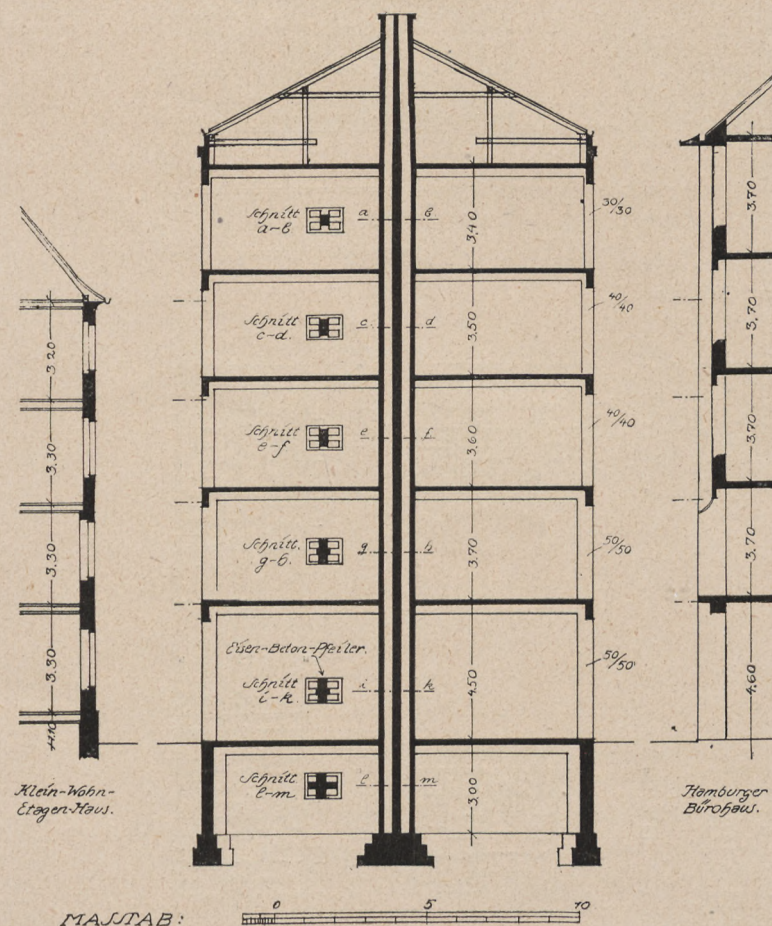 Schnitt
a-b
a b
3.40
30/30
3.70
Schnitt
c-d.
c d
3.50
40/40
3.70
3 20
Schnitt
e-f
e f
3.60
40/40
3.70
3.30
Schnitt.
g-h.
g h
3.70
50/50
3.70
3.30
Eisen-Beton-Pfeiler.
Schnitt
i-k
i k
4.50
50/50
4.60
3.30
Schnitt
l-m
l m
3,00
Klein-Wohn-
Etagen-Haus.
Hamburger
Bürohaus.
MASSTAB:
0 5 10